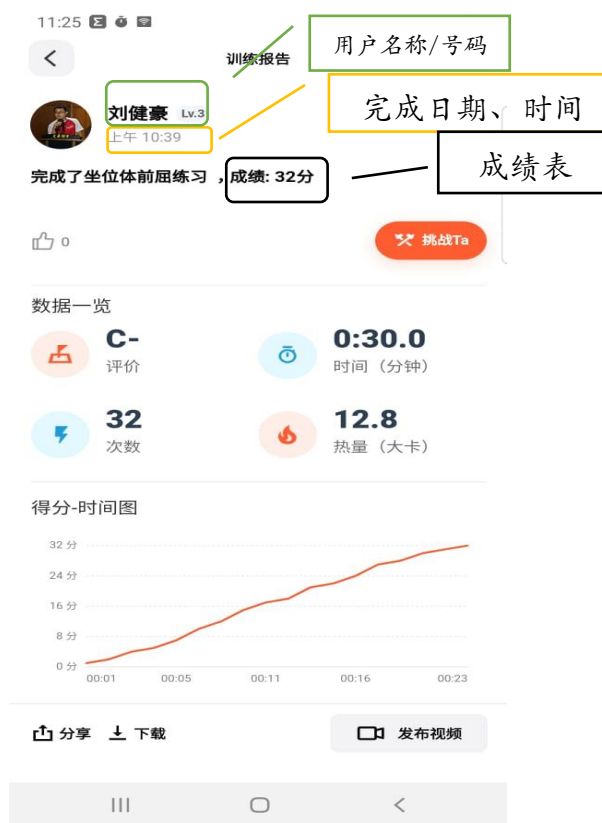 11:25
训练报告
用户名称/号码
刘健豪 Lv.3
上午 10:39
完成日期、时间
完成了坐位体前屈练习 ，成绩: 32分
成绩表
0
挑战Ta
数据一览
C-
评价
0:30.0
时间（分钟）
32
次数
12.8
热量（大卡）
得分-时间图
32 分
24 分
16 分
8 分
0 分
00:01 00:05 00:11 00:16 00:23
分享 下载 发布视频